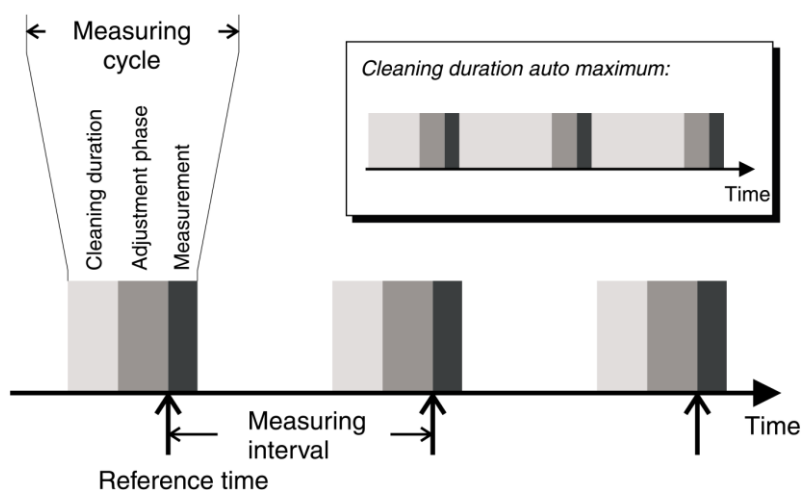 Measuring
cycle
Cleaning duration
Adjustment phase
Measurement
Cleaning duration auto maximum:
Time
Measuring
interval
Time
Reference time